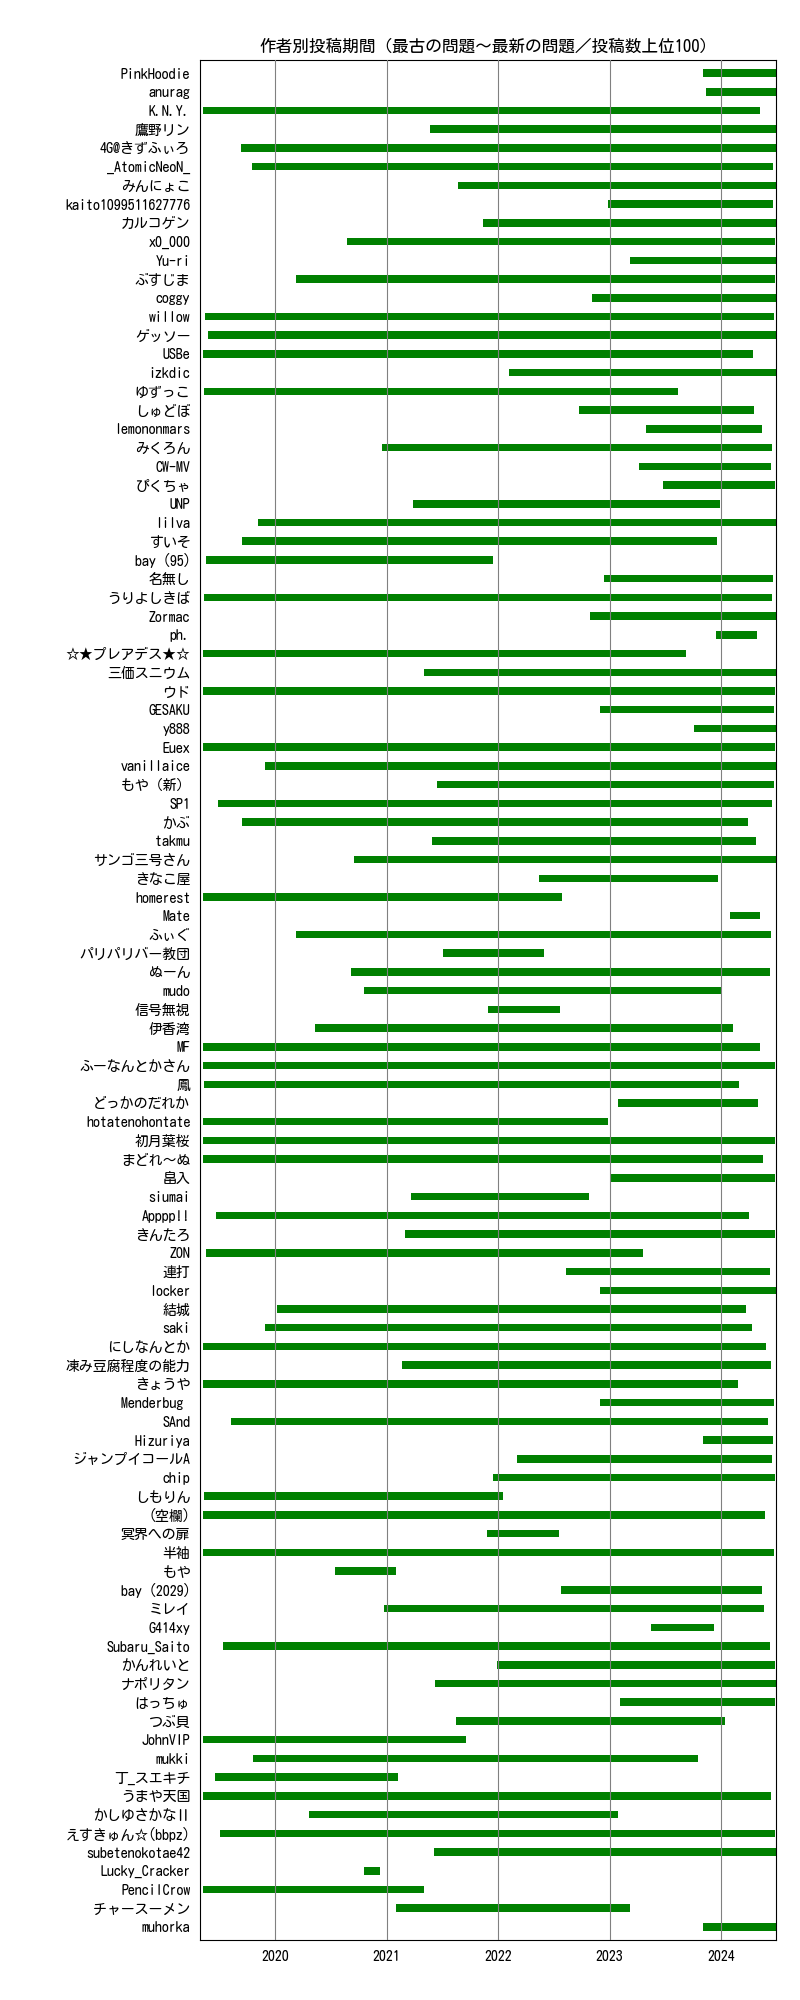 作者別投稿期間（最古の問題～最新の問題／投稿数上位100）
PinkHoodie
anurag
K.N.Y.
鷹野リン
4G@きずふぃろ
_AtomicNeoN_
みんにょこ
kaito1099511627776
カルコゲン
x0_000
Yu-ri
ぶすじま
coggy
willow
ゲッソー
USBe
izkdic
ゆずっこ
しゅどぼ
lemononmars
みくろん
CW-MV
ぴくちゃ
UNP
lilva
すいそ
bay (95)
名無し
うりよしきば
Zormac
ph.
☆★プレアデス★☆
三価スニウム
ウド
GESAKU
y888
Euex
vanillaice
もや（新）
SP1
かぶ
takmu
サンゴ三号さん
きなこ屋
homerest
Mate
ふぃぐ
パリパリバー教団
ぬーん
mudo
信号無視
伊香湾
MF
ふーなんとかさん
鳳
どっかのだれか
hotatenohontate
初月葉桜
まどれ～ぬ
畠入
siumai
Appppll
きんたろ
ZON
連打
locker
結城
saki
にしなんとか
凍み豆腐程度の能力
きょうや
Menderbug
SAnd
Hizuriya
ジャンプイコールA
chip
しもりん
(空欄)
冥界への扉
半袖
もや
bay (2029)
ミレイ
G414xy
Subaru_Saito
かんれいと
ナポリタン
はっちゅ
つぶ貝
JohnVIP
mukki
丁_スエキチ
うまや天国
かしゆさかなII
えすきゅん☆(bbpz)
subetenokotae42
Lucky_Cracker
PencilCrow
チャースーメン
muhorka
2020 2021 2022 2023 2024